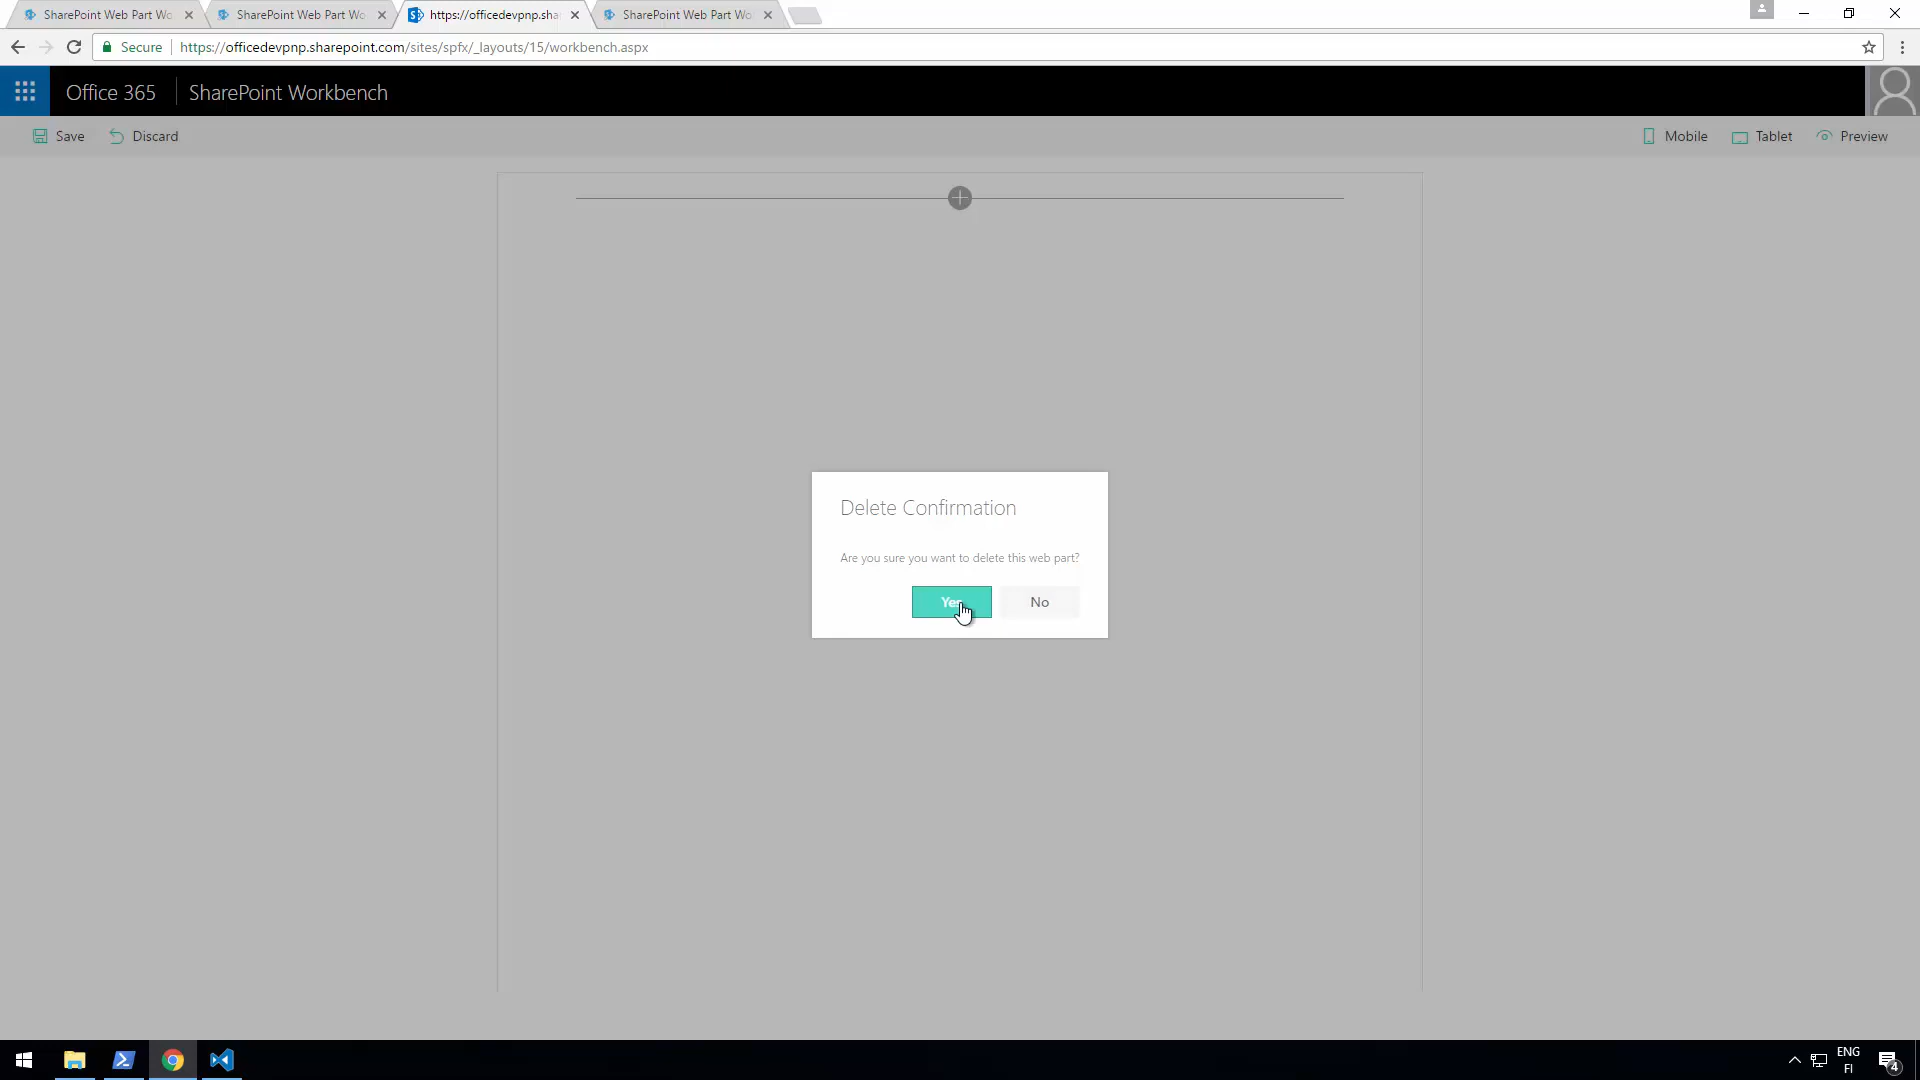 SharePoint Web Part Wo
SharePoint Web Part Wo
https://officedevpnp.sha
SharePoint Web Part Wo
Secure
https://officedevpnp.sharepoint.com/sites/spfx/_layouts/15/workbench.aspx
Office 365
SharePoint Workbench
Save
Discard
Mobile
Tablet
Preview
Delete Confirmation
Are you sure you want to delete this web part?
Yes
No
ENG
FI
4